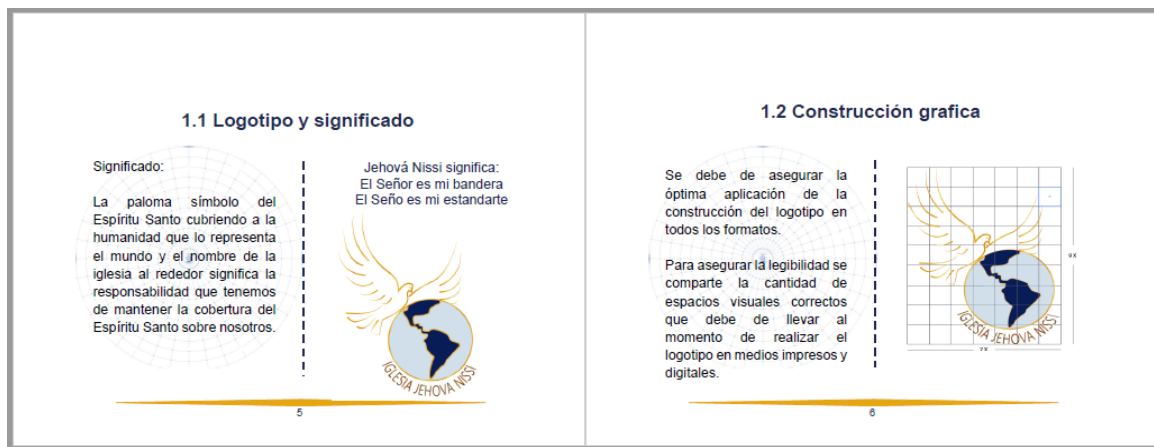 1.1 Logotipo y significado
Significado:
La paloma símbolo del
Espíritu Santo cubriendo a la
humanidad que lo representa
el mundo y el nombre de la
iglesia al rededor significa la
responsabilidad que tenemos
de mantener la cobertura del
Espíritu Santo sobre nosotros.
Jehová Nissi significa:
El Señor es mi bandera
El Seño es mi estandarte
IGLESIA JEHOVA NISSI
5
1.2 Construcción grafica
Se debe de asegurar la
óptima aplicación de la
construcción del logotipo en
todos los formatos.
Para asegurar la legibilidad se
comparte la cantidad de
espacios visuales correctos
que debe de llevar al
momento de realizar el
logotipo en medios impresos y
digitales.
IGLESIA JEHOVA NISSI
9X
7X
6